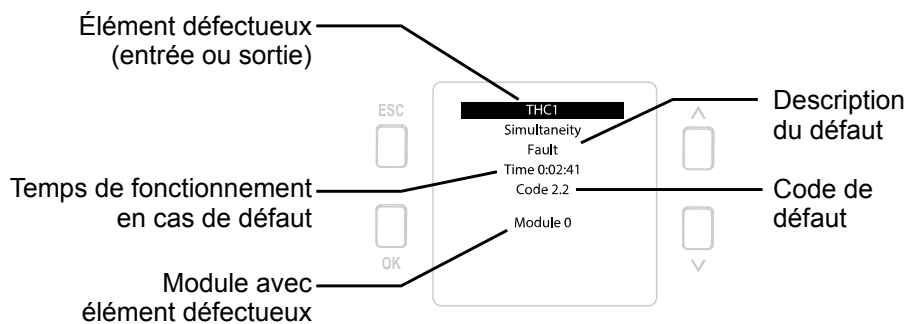 Élément défectueux
(entrée ou sortie)
ESC
THC1
Simultaneity
Fault
Time 0:02:41
Code 2.2
Module 0
Description
du défaut
Temps de fonctionnement
en cas de défaut
Code de
défaut
OK
Module avec
élément défectueux